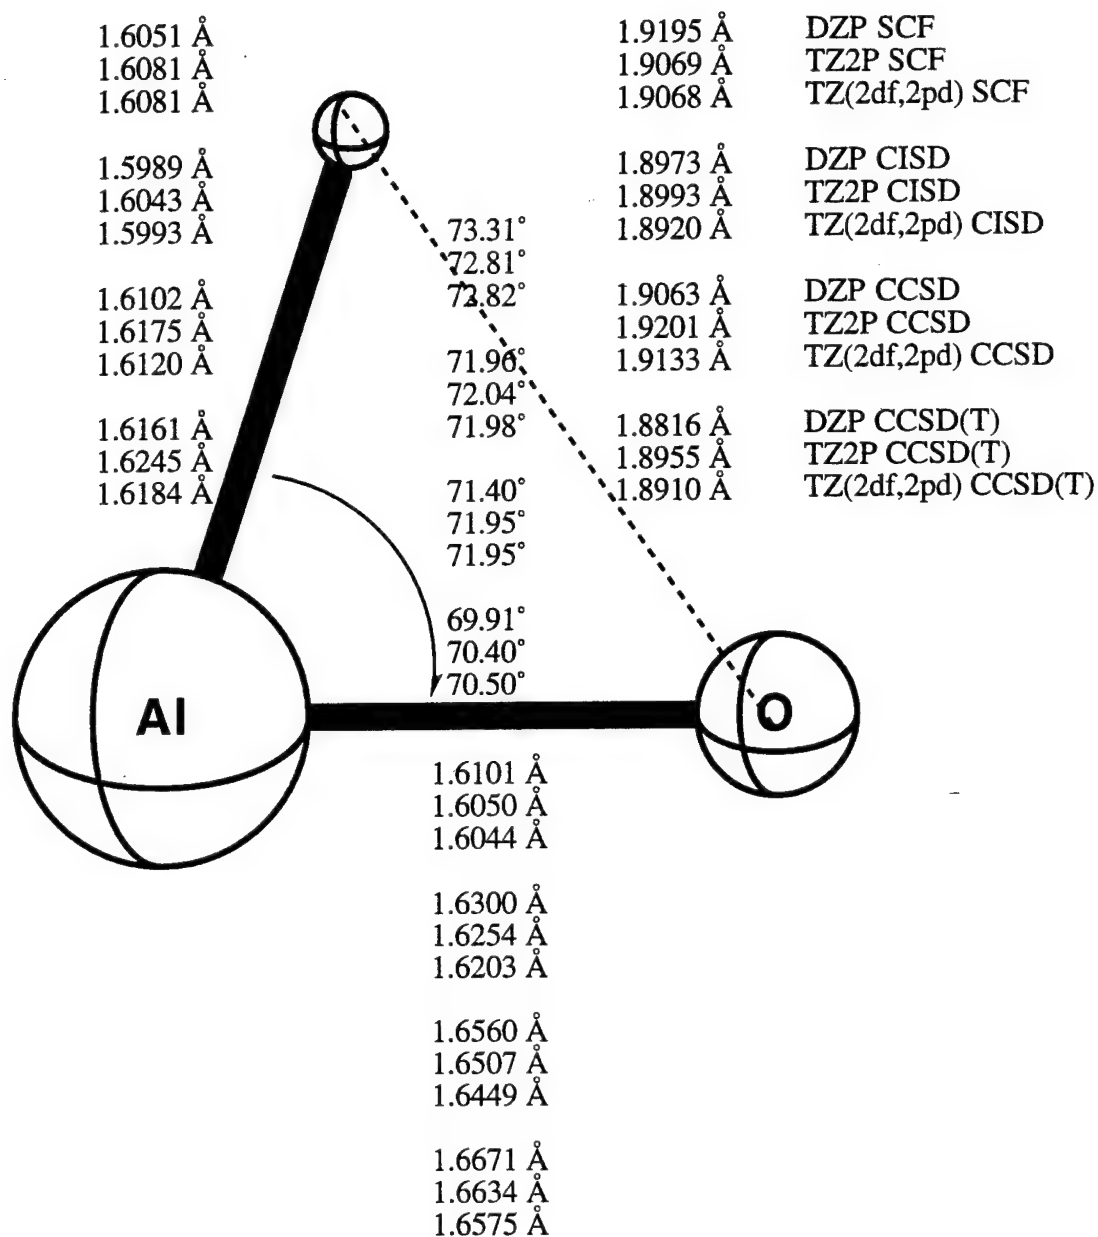 1.6051 Å
1.6081 Å
1.6081 Å
1.5989 Å
1.6043 Å
1.5993 Å
1.6102 Å
1.6175 Å
1.6120 Å
1.6161 Å
1.6245 Å
1.6184 Å
73.31°
72.81°
72.82°
71.96°
72.04°
71.98°
71.40°
71.95°
71.95°
69.91°
70.40°
70.50°
1.9195 Å DZP SCF
1.9069 Å TZ2P SCF
1.9068 Å TZ(2df,2pd) SCF
1.8973 Å DZP CISD
1.8993 Å TZ2P CISD
1.8920 Å TZ(2df,2pd) CISD
1.9063 Å DZP CCSD
1.9201 Å TZ2P CCSD
1.9133 Å TZ(2df,2pd) CCSD
1.8816 Å DZP CCSD(T)
1.8955 Å TZ2P CCSD(T)
1.8910 Å TZ(2df,2pd) CCSD(T)
Al
O
1.6101 Å
1.6050 Å
1.6044 Å
1.6300 Å
1.6254 Å
1.6203 Å
1.6560 Å
1.6507 Å
1.6449 Å
1.6671 Å
1.6634 Å
1.6575 Å